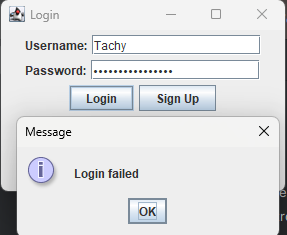 Login
Username: Tachy
Password: ••••••••••••••••
Login Sign Up
Message
Login failed
OK